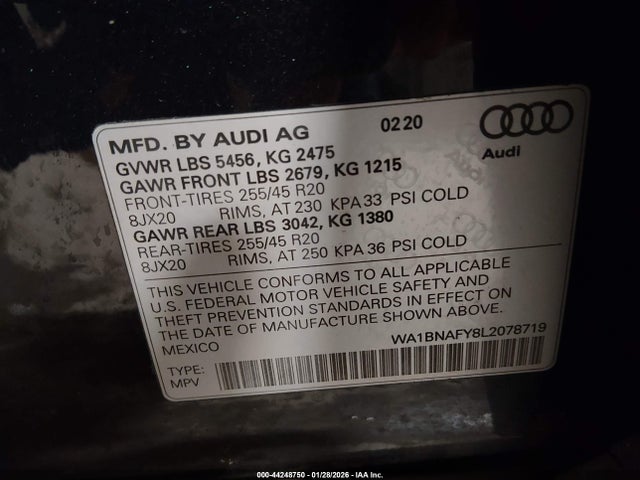 MFD. BY AUDI AG 0220
Audi
GVWR LBS 5456, KG 2475
GAWR FRONT LBS 2679, KG 1215
FRONT-TIRES 255/45 R20
8JX20 RIMS, AT 230 KPA 33 PSI COLD
GAWR REAR LBS 3042, KG 1380
REAR-TIRES 255/45 R20
8JX20 RIMS, AT 250 KPA 36 PSI COLD
THIS VEHICLE CONFORMS TO ALL APPLICABLE
U.S. FEDERAL MOTOR VEHICLE SAFETY AND
THEFT PREVENTION STANDARDS IN EFFECT ON
THE DATE OF MANUFACTURE SHOWN ABOVE.
MEXICO WA1BNAFY8L2078719
TYPE:
MPV
000-44248750 — 01/28/2026 — IAA Inc.